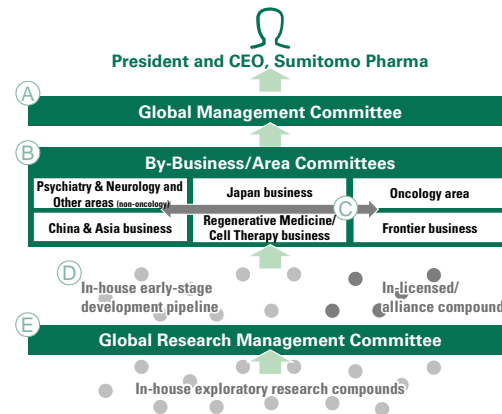 President and CEO, Sumitomo Pharma
A
Global Management Committee
B
By-Business/Area Committees
Psychiatry & Neurology and
Other areas (non-oncology)
Japan business
Oncology area
C
China & Asia business
Regenerative Medicine/
Cell Therapy business
Frontier business
D
In-house early-stage
development pipeline
In-licensed/
alliance compound
E
Global Research Management Committee
In-house exploratory research compounds